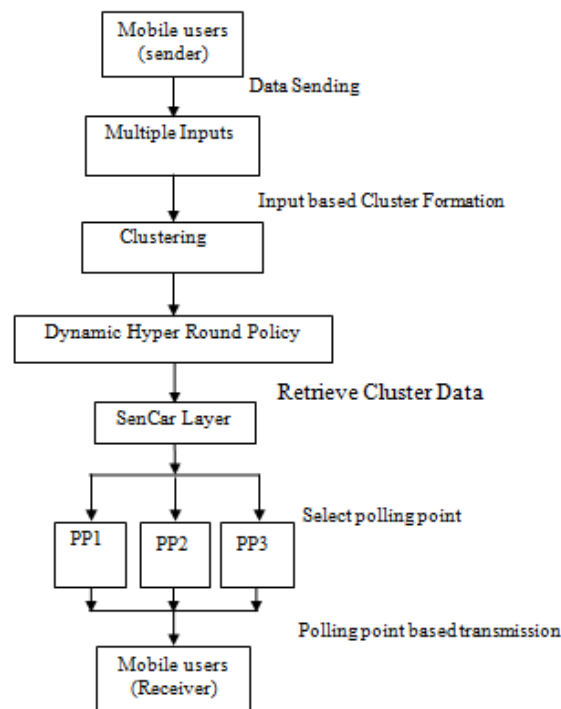 Mobile users
(sender)
Data Sending
Multiple Inputs
Input based Cluster Formation
Clustering
Dynamic Hyper Round Policy
Retrieve Cluster Data
SenCar Layer
Select polling point
PP1
PP2
PP3
Polling point based transmission
Mobile users
(Receiver)